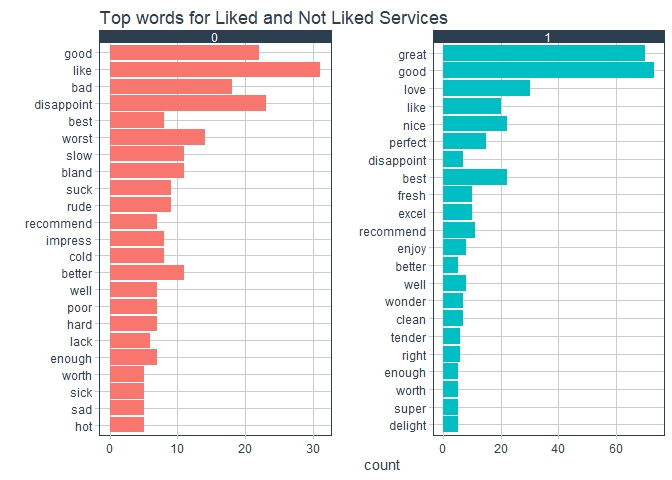 Top words for Liked and Not Liked Services
0
good
like
bad
disappoint
best
worst
slow
bland
suck
rude
recommend
impress
cold
better
well
poor
hard
lack
enough
worth
sick
sad
hot
0 10 20 30
1
great
good
love
like
nice
perfect
disappoint
best
fresh
excel
recommend
enjoy
better
well
wonder
clean
tender
right
enough
worth
super
delight
0 20 40 60
count